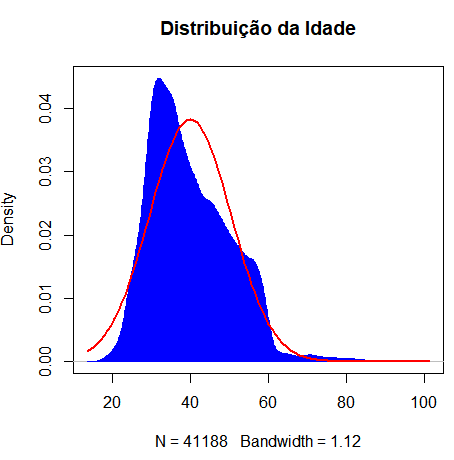 Distribuição da Idade
Density
0.04
0.03
0.02
0.01
0.00
20 40 60 80 100
N = 41188 Bandwidth = 1.12